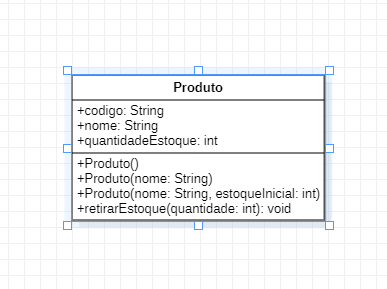 Produto
+codigo: String
+nome: String
+quantidadeEstoque: int
+Produto()
+Produto(nome: String)
+Produto(nome: String, estoqueInicial: int)
+retirarEstoque(quantidade: int): void